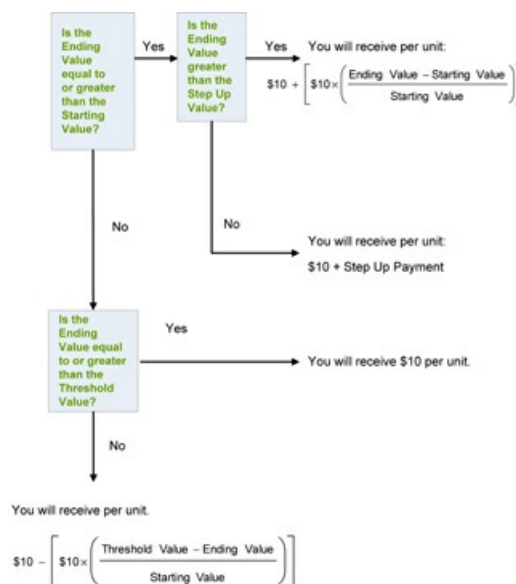 Is the
Ending
Value
equal to
or greater
than the
Starting
Value?
Yes
Is the
Ending
Value
greater
than the
Step Up
Value?
Yes
You will receive per unit:
$10 + [ $10 × ( Ending Value – Starting Value
Starting Value ) ]
No
No
You will receive per unit:
$10 + Step Up Payment
Is the
Ending
Value equal
to or greater
than the
Threshold
Value?
Yes
You will receive $10 per unit.
No
You will receive per unit.
$10 – [ $10 × ( Threshold Value – Ending Value
Starting Value ) ]